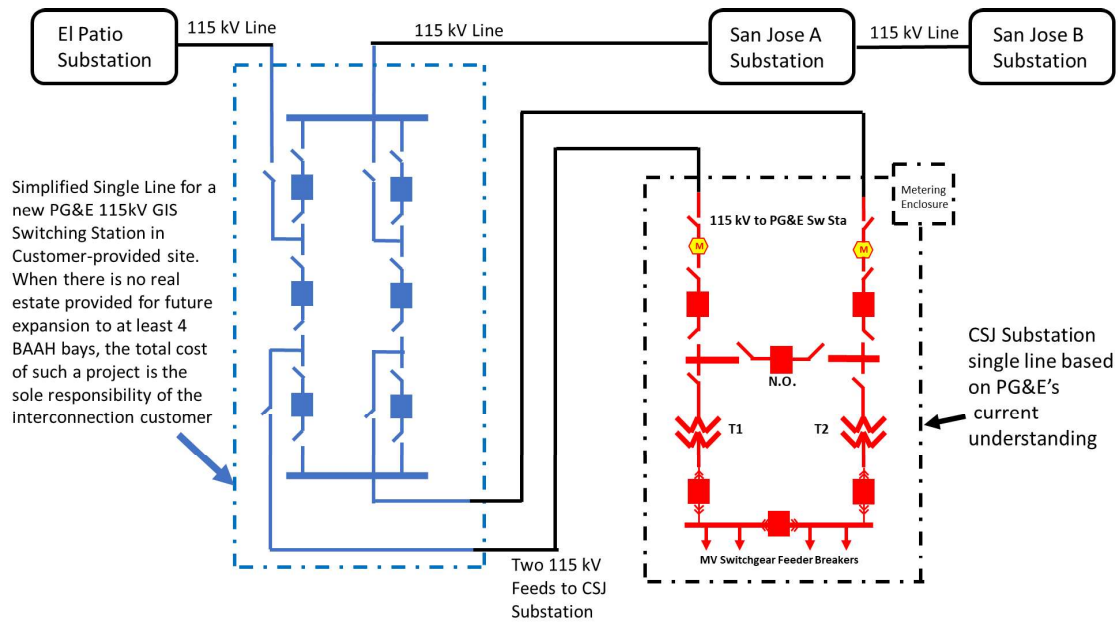 El Patio
Substation
115 kV Line
115 kV Line
San Jose A
Substation
115 kV Line
San Jose B
Substation
Simplified Single Line for a
new PG&E 115kV GIS
Switching Station in
Customer-provided site.
When there is no real
estate provided for future
expansion to at least 4
BAAH bays, the total cost
of such a project is the
sole responsibility of the
interconnection customer
Metering
Enclosure
115 kV to PG&E Sw Sta
M
M
N.O.
T1
T2
CSJ Substation
single line based
on PG&E's
current
understanding
MV Switchgear Feeder Breakers
Two 115 kV
Feeds to CSJ
Substation